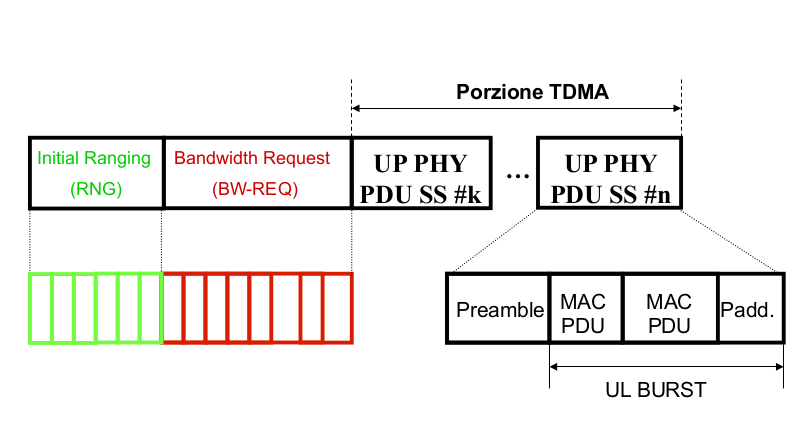 Porzione TDMA
Initial Ranging
(RNG)
Bandwidth Request
(BW-REQ)
UP PHY
PDU SS #k
...
UP PHY
PDU SS #n
Preamble
MAC
PDU
MAC
PDU
Padd.
UL BURST